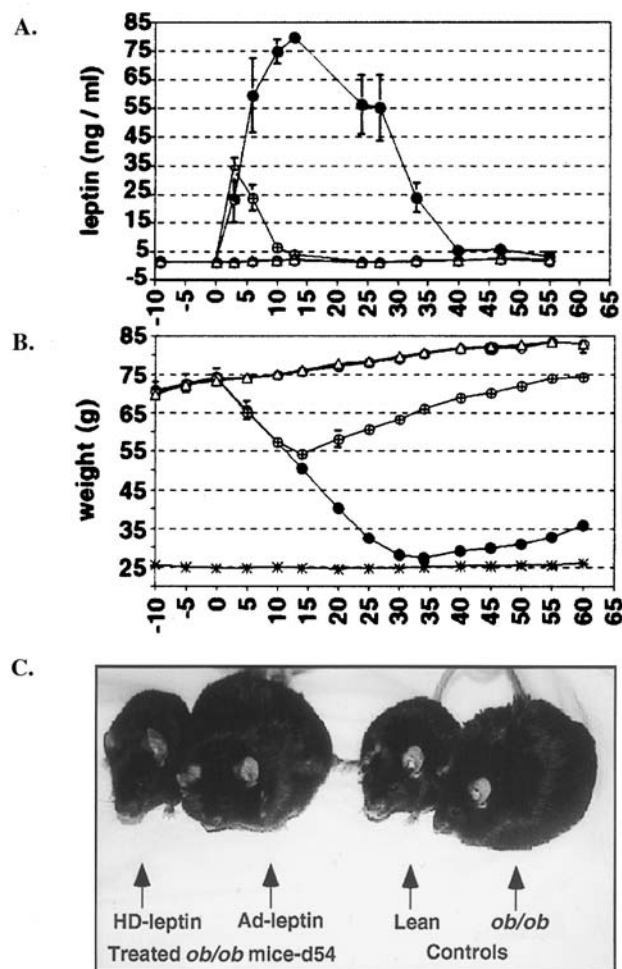 A.
leptin (ng / ml)
85
75
65
55
45
35
25
15
5
-5
-10 -5 0 5 10 15 20 25 30 35 40 45 50 55 60 65
B.
weight (g)
85
75
65
55
45
35
25
-10 -5 0 5 10 15 20 25 30 35 40 45 50 55 60 65
C.
HD-leptin Ad-leptin Lean ob/ob
Treated ob/ob mice-d54 Controls